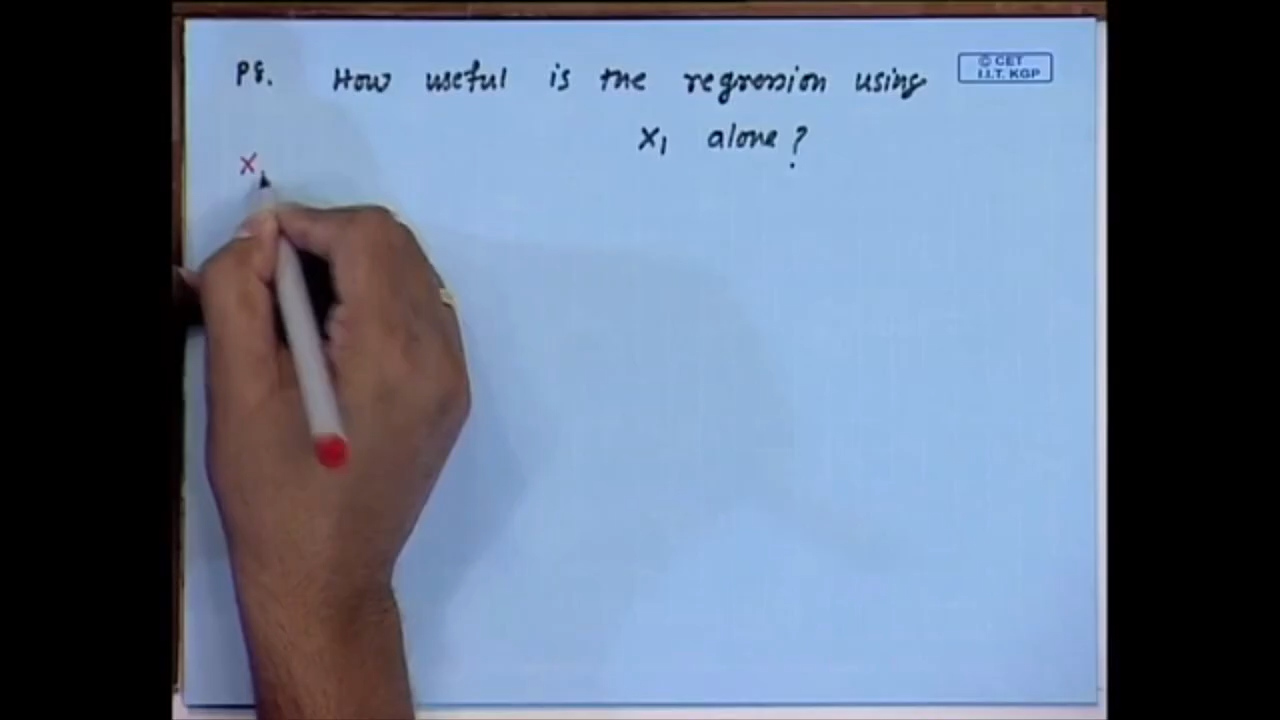 P8. How useful is the regression using
© CET
I.I.T. KGP
X₁ alone?
X